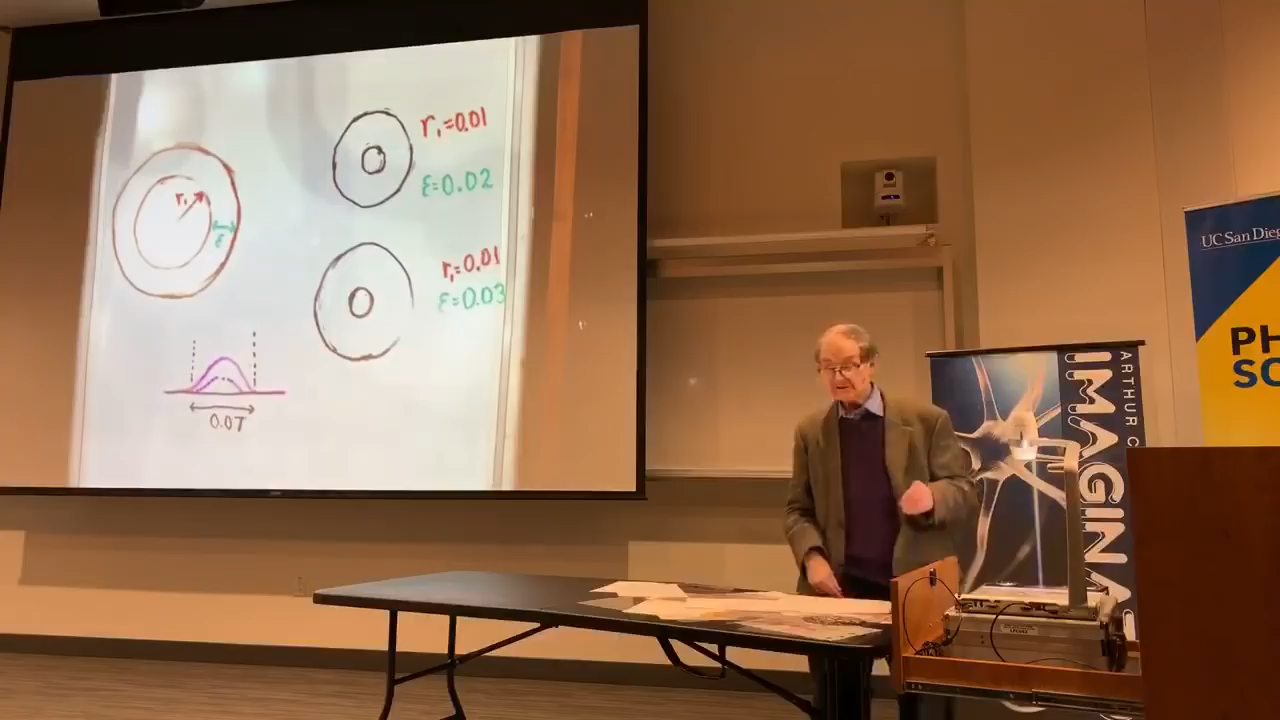 r₁
ε
r₁=0.01
ε=0.02
r₁=0.01
ε=0.03
0.07
UC San Dieg
PH
SC
ARTHUR C
IMAGINA